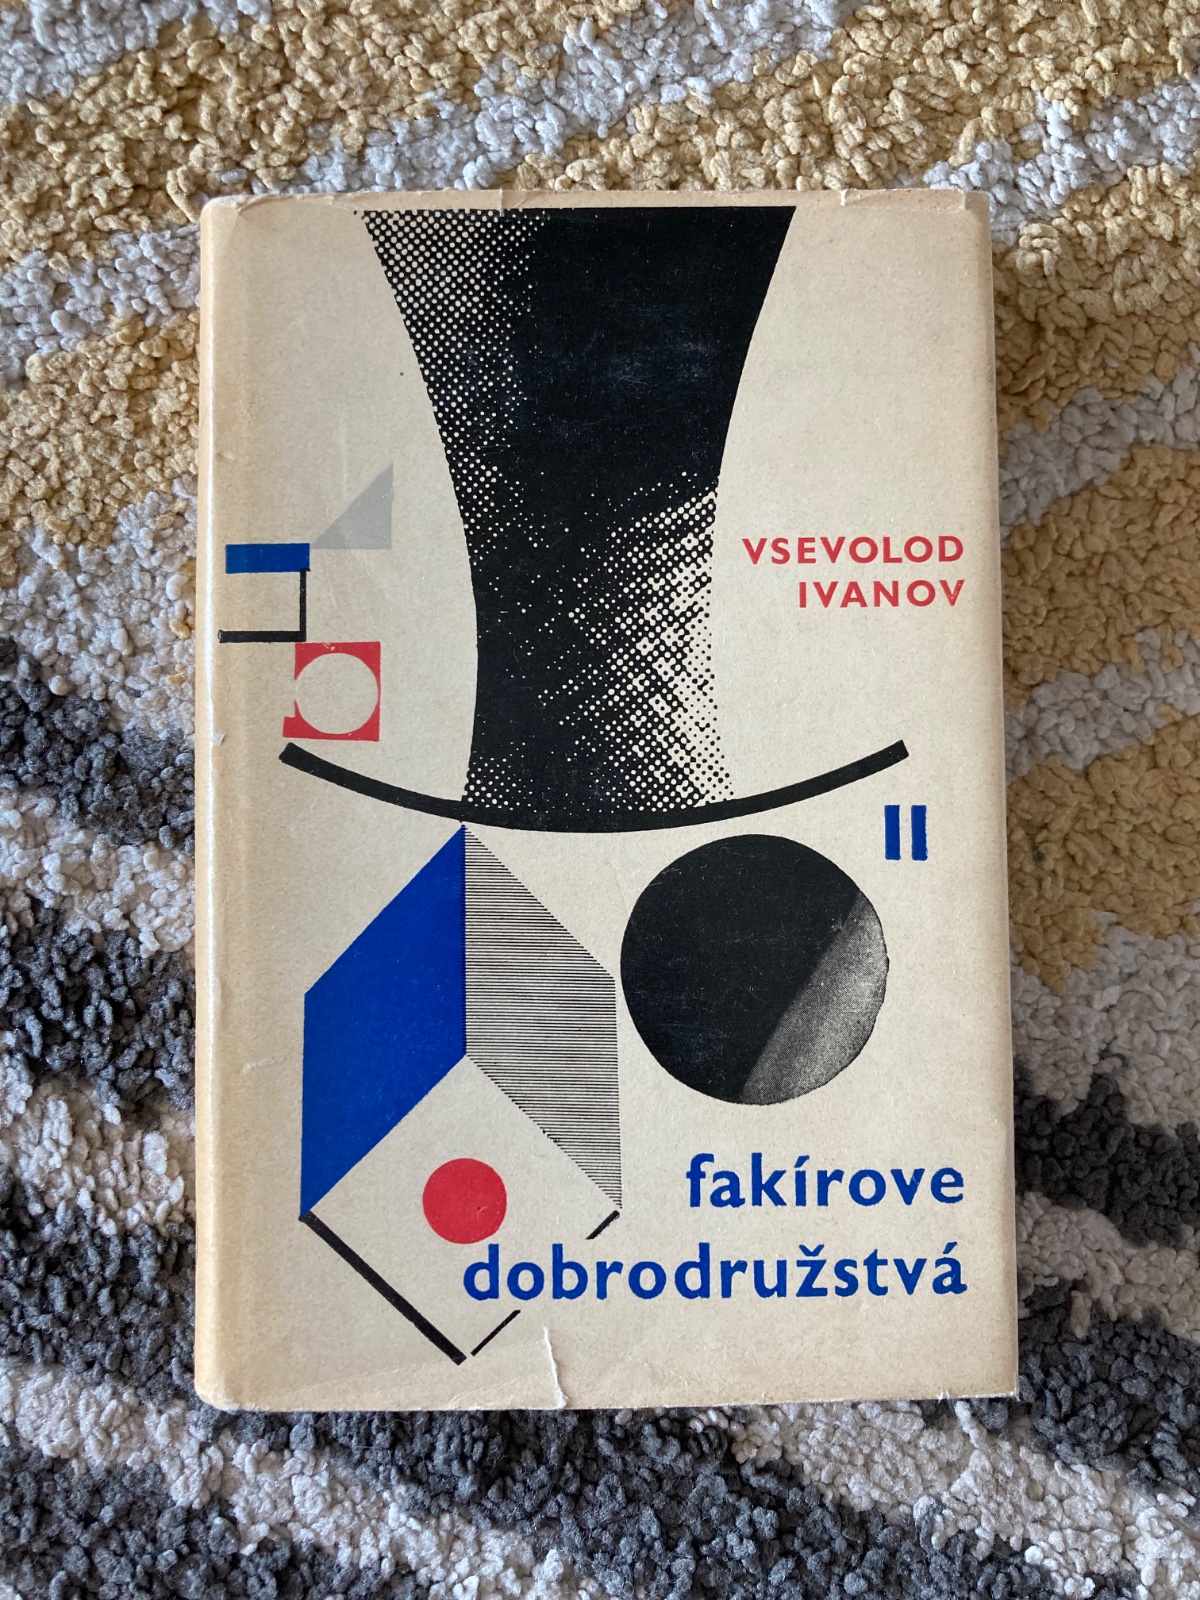 VSEVOLOD
IVANOV
II
fakírove
dobrodružstvá